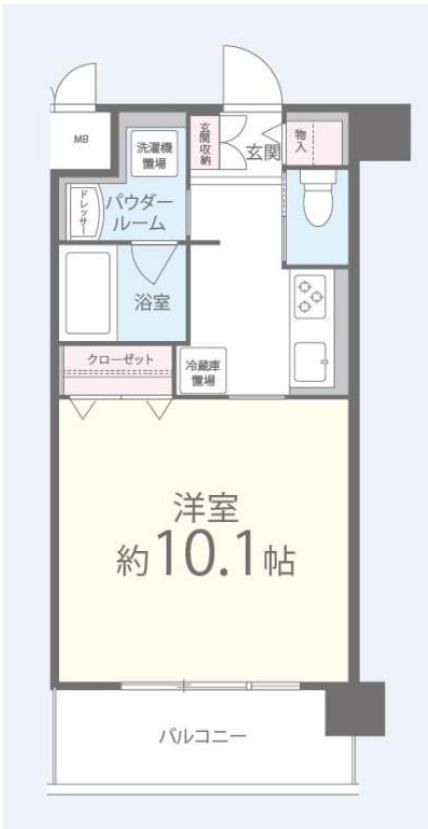 MB
洗濯機
置場
玄関収納
玄関
物入
ドレッサー
パウダー
ルーム
浴室
クローゼット
冷蔵庫
置場
洋室
約10.1帖
バルコニー